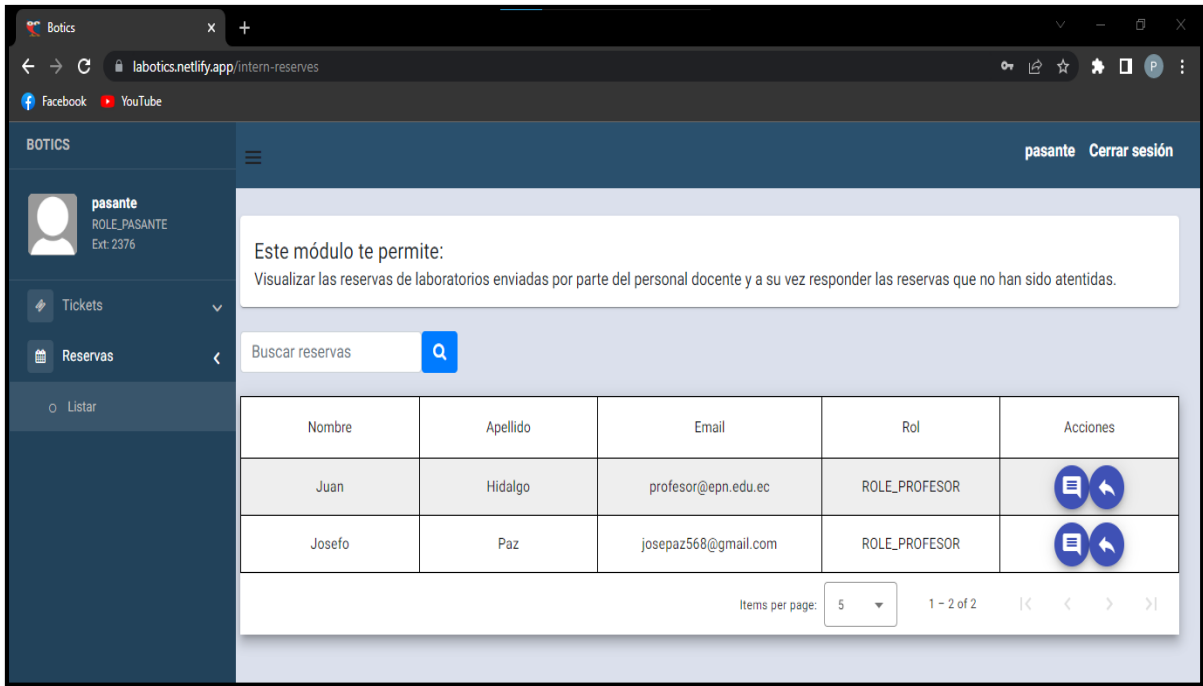 Botics
labotics.netlify.app/intern-reserves
P
Facebook YouTube
BOTICS
pasante Cerrar sesión
pasante
ROLE_PASANTE
Ext: 2376
Tickets
Reservas
Listar
Este módulo te permite:
Visualizar las reservas de laboratorios enviadas por parte del personal docente y a su vez responder las reservas que no han sido atentidas.
Buscar reservas
Nombre Apellido Email Rol Acciones
Juan Hidalgo profesor@epn.edu.ec ROLE_PROFESOR
Josefo Paz josepaz568@gmail.com ROLE_PROFESOR
Items per page: 5 1 – 2 of 2